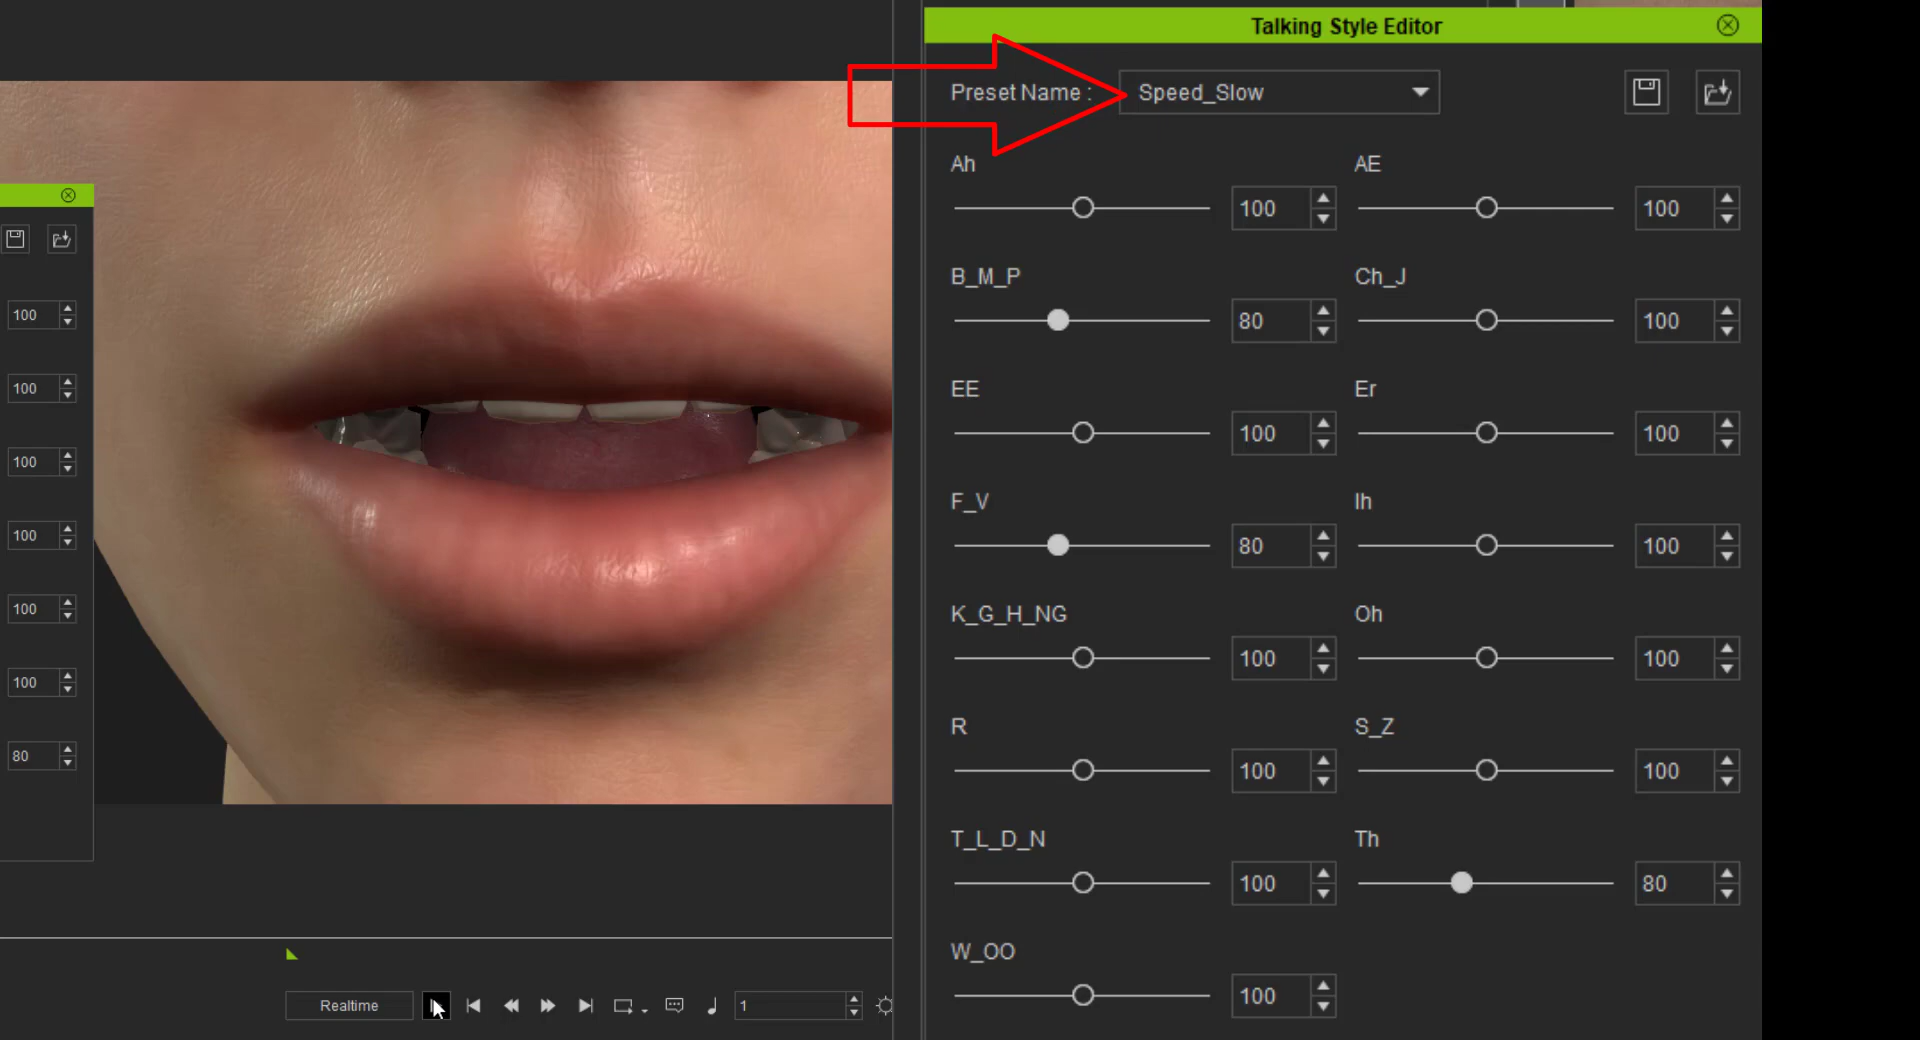 Talking Style Editor
Preset Name : Speed_Slow
Ah AE
100 100
B_M_P Ch_J
80 100
EE Er
100 100
F_V Ih
80 100
K_G_H_NG Oh
100 100
R S_Z
100 100
T_L_D_N Th
100 80
W_OO
100
100
100
100
100
100
100
80
Realtime 1